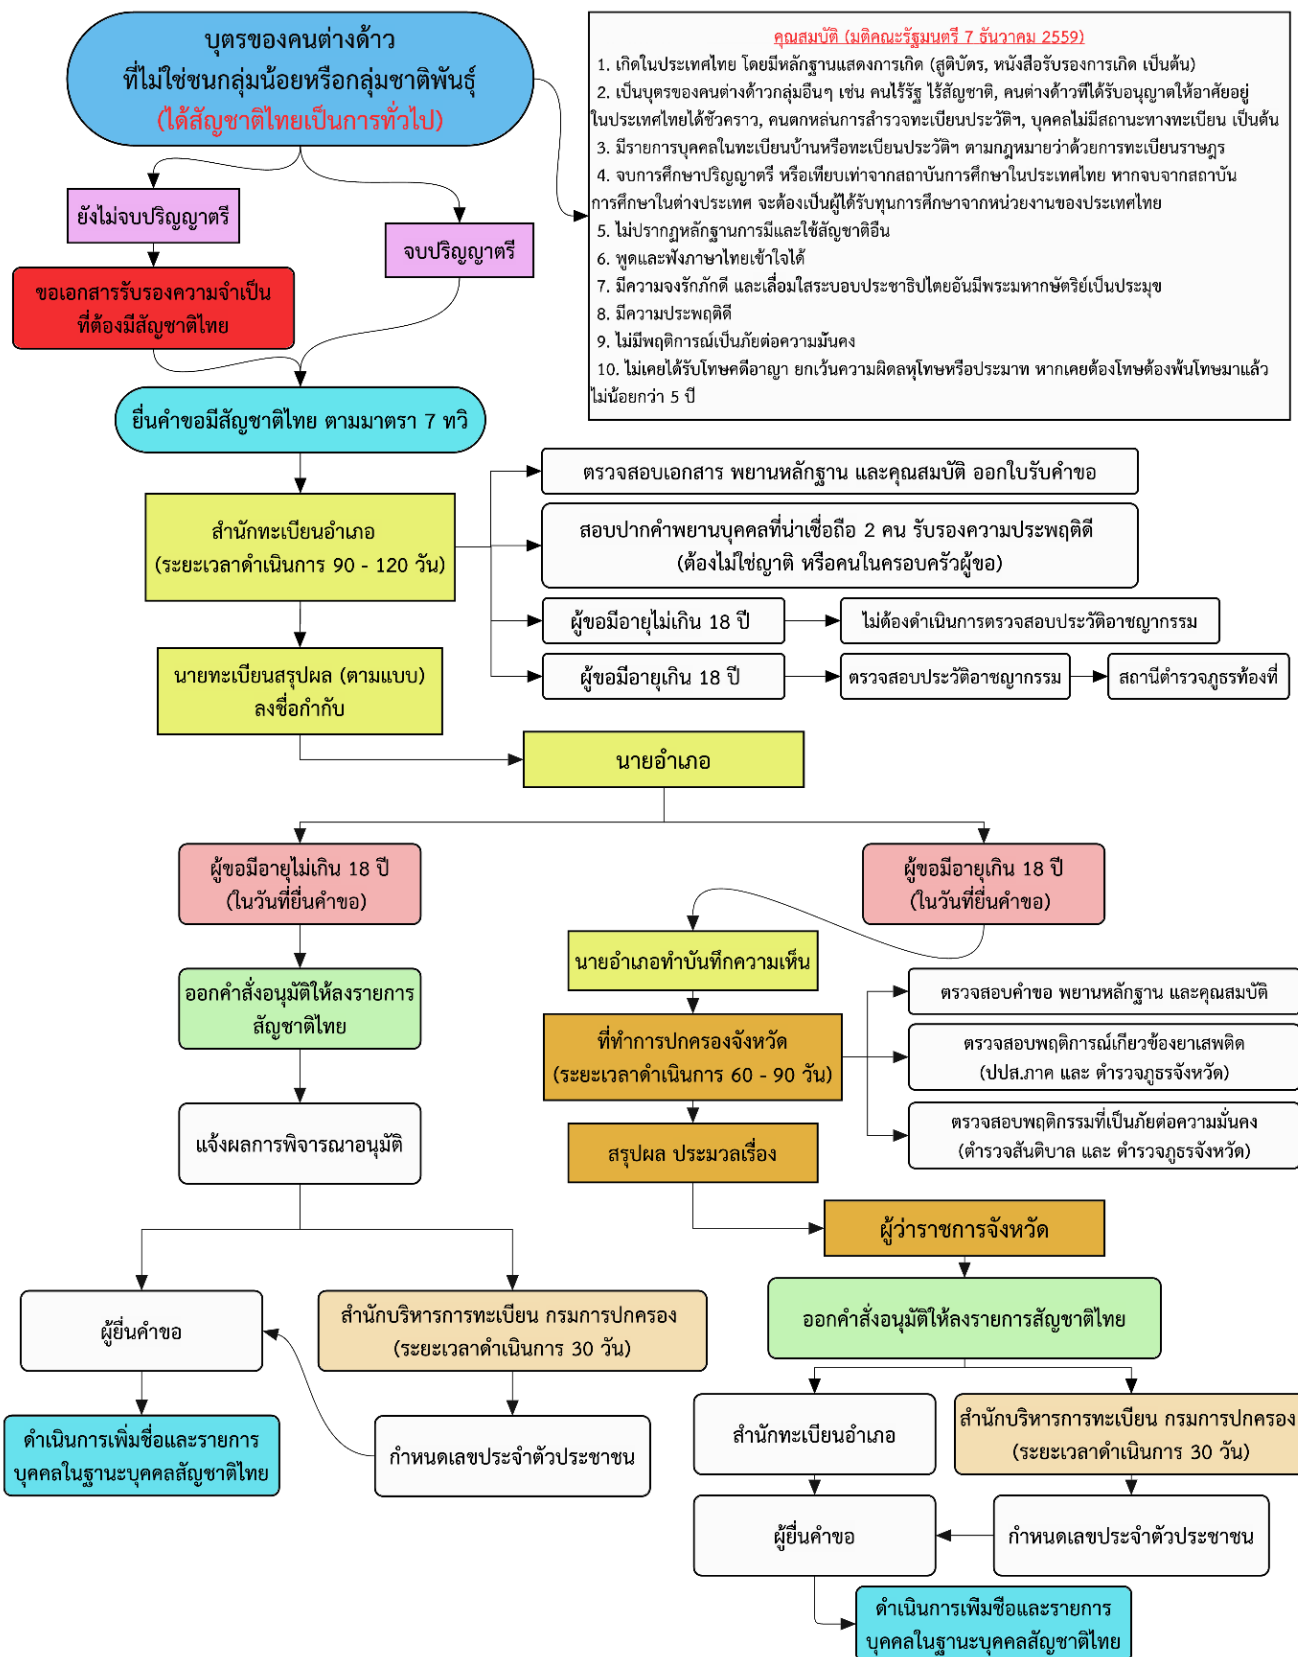 บุตรของคนต่างด้าว
ที่ไม่ใช่ชนกลุ่มน้อยหรือกลุ่มชาติพันธุ์
(ได้สัญชาติไทยเป็นการทั่วไป)
คุณสมบัติ (มติคณะรัฐมนตรี 7 ธันวาคม 2559)
1. เกิดในประเทศไทย โดยมีหลักฐานแสดงการเกิด (สูติบัตร, หนังสือรับรองการเกิด เป็นต้น)
2. เป็นบุตรของคนต่างด้าวกลุ่มอื่นๆ เช่น คนไร้รัฐ ไร้สัญชาติ, คนต่างด้าวที่ได้รับอนุญาตให้อาศัยอยู่
ในประเทศไทยได้ชั่วคราว, คนตกหล่นการสำรวจทะเบียนประวัติฯ, บุคคลไม่มีสถานะทางทะเบียน เป็นต้น
3. มีรายการบุคคลในทะเบียนบ้านหรือทะเบียนประวัติฯ ตามกฎหมายว่าด้วยการทะเบียนราษฎร
4. จบการศึกษาปริญญาตรี หรือเทียบเท่าจากสถาบันการศึกษาในประเทศไทย หากจบจากสถาบัน
การศึกษาในต่างประเทศ จะต้องเป็นผู้ได้รับทุนการศึกษาจากหน่วยงานของประเทศไทย
5. ไม่ปรากฏหลักฐานการมีและใช้สัญชาติอื่น
6. พูดและฟังภาษาไทยเข้าใจได้
7. มีความจงรักภักดี และเลื่อมใสระบอบประชาธิปไตยอันมีพระมหากษัตริย์เป็นประมุข
8. มีความประพฤติดี
9. ไม่มีพฤติการณ์เป็นภัยต่อความมั่นคง
10. ไม่เคยได้รับโทษคดีอาญา ยกเว้นความผิดลหุโทษหรือประมาท หากเคยต้องโทษต้องพ้นโทษมาแล้ว
ไม่น้อยกว่า 5 ปี
ยังไม่จบปริญญาตรี
จบปริญญาตรี
ขอเอกสารรับรองความจำเป็น
ที่ต้องมีสัญชาติไทย
ยื่นคำขอมีสัญชาติไทย ตามมาตรา 7 ทวิ
สำนักทะเบียนอำเภอ
(ระยะเวลาดำเนินการ 90 - 120 วัน)
ตรวจสอบเอกสาร พยานหลักฐาน และคุณสมบัติ ออกใบรับคำขอ
สอบปากคำพยานบุคคลที่น่าเชื่อถือ 2 คน รับรองความประพฤติดี
(ต้องไม่ใช่ญาติ หรือคนในครอบครัวผู้ขอ)
ผู้ขอมีอายุไม่เกิน 18 ปี
ไม่ต้องดำเนินการตรวจสอบประวัติอาชญากรรม
ผู้ขอมีอายุเกิน 18 ปี
ตรวจสอบประวัติอาชญากรรม
สถานีตำรวจภูธรท้องที่
นายทะเบียนสรุปผล (ตามแบบ)
ลงชื่อกำกับ
นายอำเภอ
ผู้ขอมีอายุไม่เกิน 18 ปี
(ในวันที่ยื่นคำขอ)
ผู้ขอมีอายุเกิน 18 ปี
(ในวันที่ยื่นคำขอ)
ออกคำสั่งอนุมัติให้ลงรายการ
สัญชาติไทย
แจ้งผลการพิจารณาอนุมัติ
นายอำเภอทำบันทึกความเห็น
ที่ทำการปกครองจังหวัด
(ระยะเวลาดำเนินการ 60 - 90 วัน)
ตรวจสอบคำขอ พยานหลักฐาน และคุณสมบัติ
ตรวจสอบพฤติการณ์เกี่ยวข้องยาเสพติด
(ปปส.ภาค และ ตำรวจภูธรจังหวัด)
ตรวจสอบพฤติกรรมที่เป็นภัยต่อความมั่นคง
(ตำรวจสันติบาล และ ตำรวจภูธรจังหวัด)
สรุปผล ประมวลเรื่อง
ผู้ว่าราชการจังหวัด
ผู้ยื่นคำขอ
สำนักบริหารการทะเบียน กรมการปกครอง
(ระยะเวลาดำเนินการ 30 วัน)
ดำเนินการเพิ่มชื่อและรายการ
บุคคลในฐานะบุคคลสัญชาติไทย
กำหนดเลขประจำตัวประชาชน
ออกคำสั่งอนุมัติให้ลงรายการสัญชาติไทย
สำนักทะเบียนอำเภอ
สำนักบริหารการทะเบียน กรมการปกครอง
(ระยะเวลาดำเนินการ 30 วัน)
ผู้ยื่นคำขอ
กำหนดเลขประจำตัวประชาชน
ดำเนินการเพิ่มชื่อและรายการ
บุคคลในฐานะบุคคลสัญชาติไทย